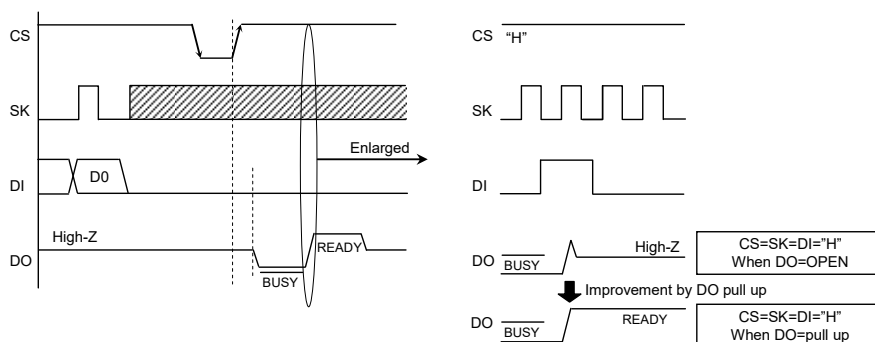 CS
SK
DI
D0
High-Z
DO
BUSY
READY
Enlarged
CS
“H”
SK
DI
DO
BUSY
High-Z
CS=SK=DI=”H”
When DO=OPEN
Improvement by DO pull up
DO
BUSY
READY
CS=SK=DI=”H”
When DO=pull up